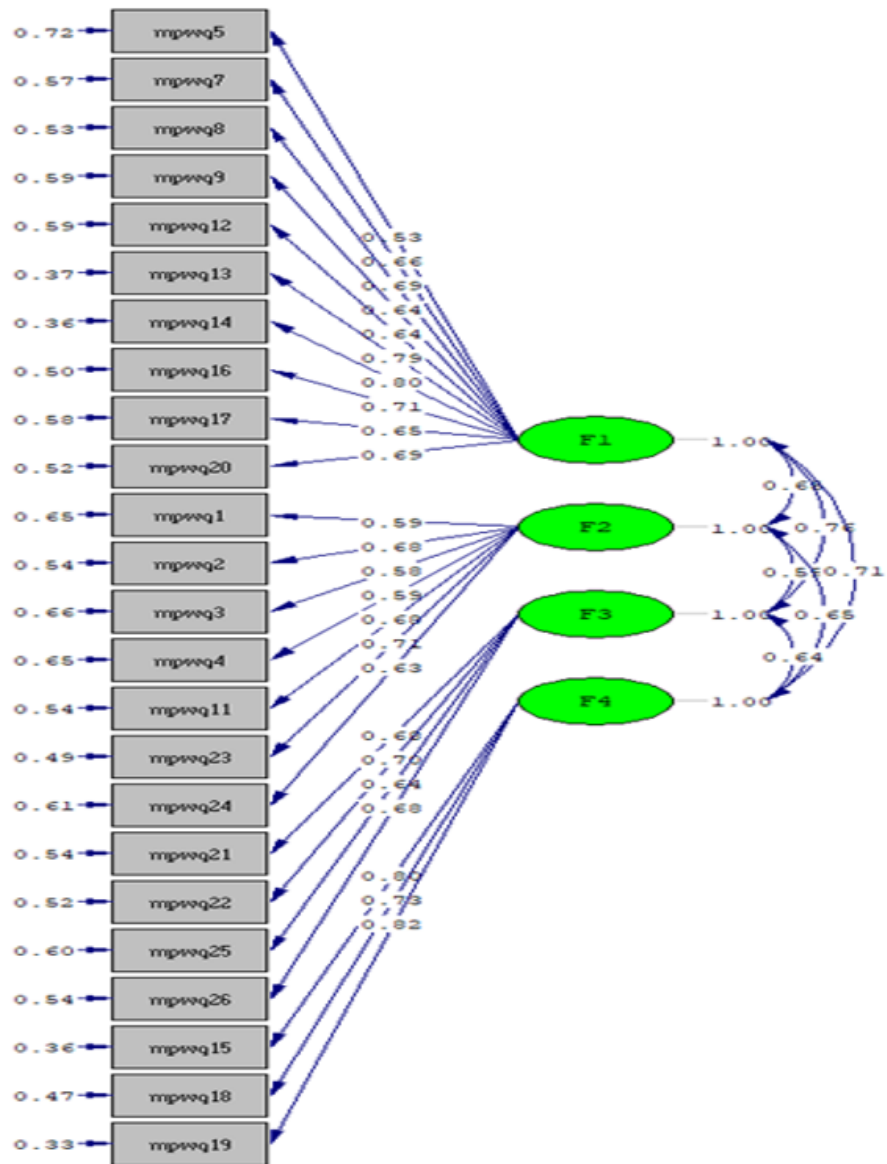 0.72 mpwq5
0.57 mpwq7
0.53 mpwq8
0.59 mpwq9
0.59 mpwq12
0.37 mpwq13
0.36 mpwq14
0.50 mpwq16
0.58 mpwq17
0.52 mpwq20
0.65 mpwq1
0.54 mpwq2
0.66 mpwq3
0.65 mpwq4
0.54 mpwq11
0.49 mpwq23
0.61 mpwq24
0.54 mpwq21
0.52 mpwq22
0.60 mpwq25
0.54 mpwq26
0.36 mpwq15
0.47 mpwq18
0.33 mpwq19
0.53
0.66
0.69
0.64
0.64
0.79
0.80
0.71
0.65
0.69
0.59
0.68
0.58
0.59
0.68
0.71
0.63
0.68
0.70
0.64
0.68
0.80
0.73
0.82
F1 1.00
F2 1.00
F3 1.00
F4 1.00
0.76
0.71
0.65
0.64